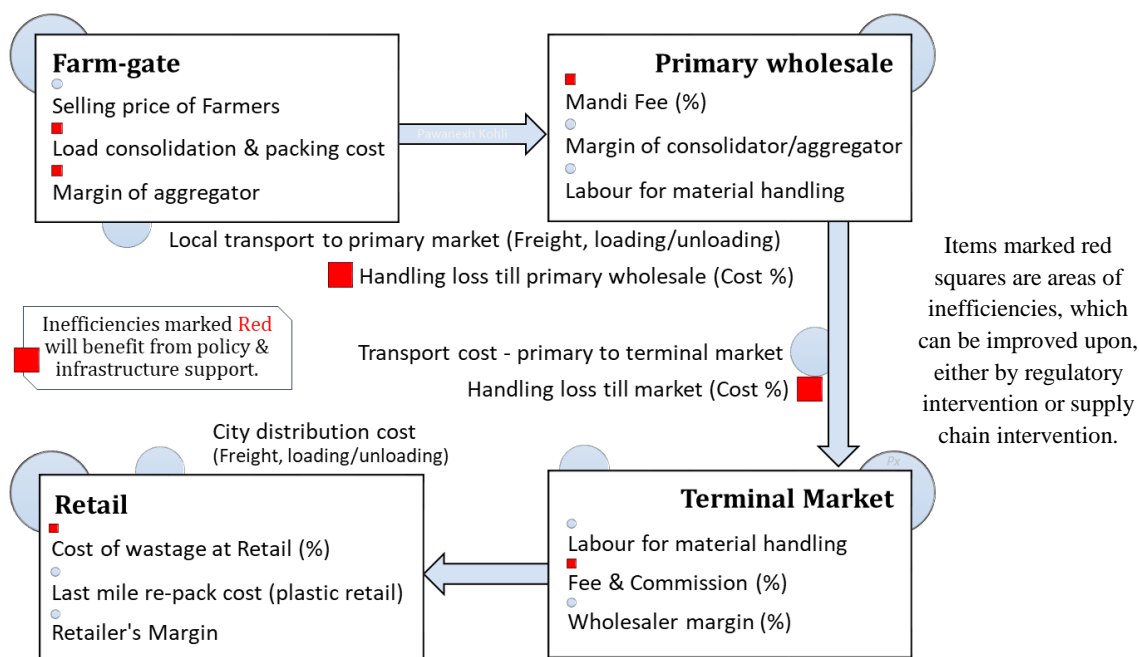 Farm-gate
Selling price of Farmers
Load consolidation & packing cost
Margin of aggregator
Pawanexh Kohli
Primary wholesale
Mandi Fee (%)
Margin of consolidator/aggregator
Labour for material handling
Local transport to primary market (Freight, loading/unloading)
Handling loss till primary wholesale (Cost %)
Inefficiencies marked Red
will benefit from policy &
infrastructure support.
Transport cost - primary to terminal market
Handling loss till market (Cost %)
Items marked red
squares are areas of
inefficiencies, which
can be improved upon,
either by regulatory
intervention or supply
chain intervention.
City distribution cost
(Freight, loading/unloading)
Retail
Cost of wastage at Retail (%)
Last mile re-pack cost (plastic retail)
Retailer's Margin
Px
Terminal Market
Labour for material handling
Fee & Commission (%)
Wholesaler margin (%)